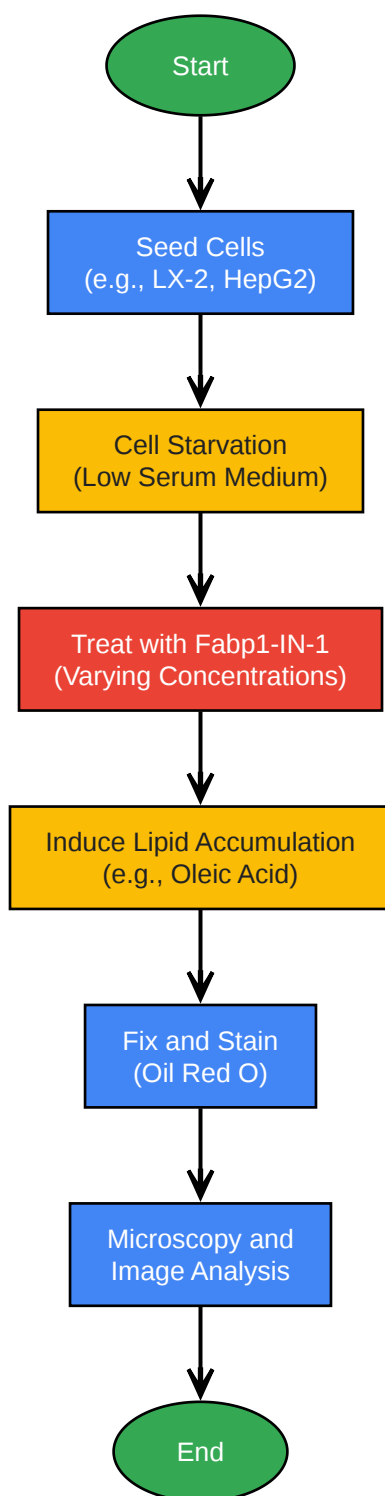 Start
Seed Cells
(e.g., LX-2, HepG2)
Cell Starvation
(Low Serum Medium)
Treat with Fabp1-IN-1
(Varying Concentrations)
Induce Lipid Accumulation
(e.g., Oleic Acid)
Fix and Stain
(Oil Red O)
Microscopy and
Image Analysis
End